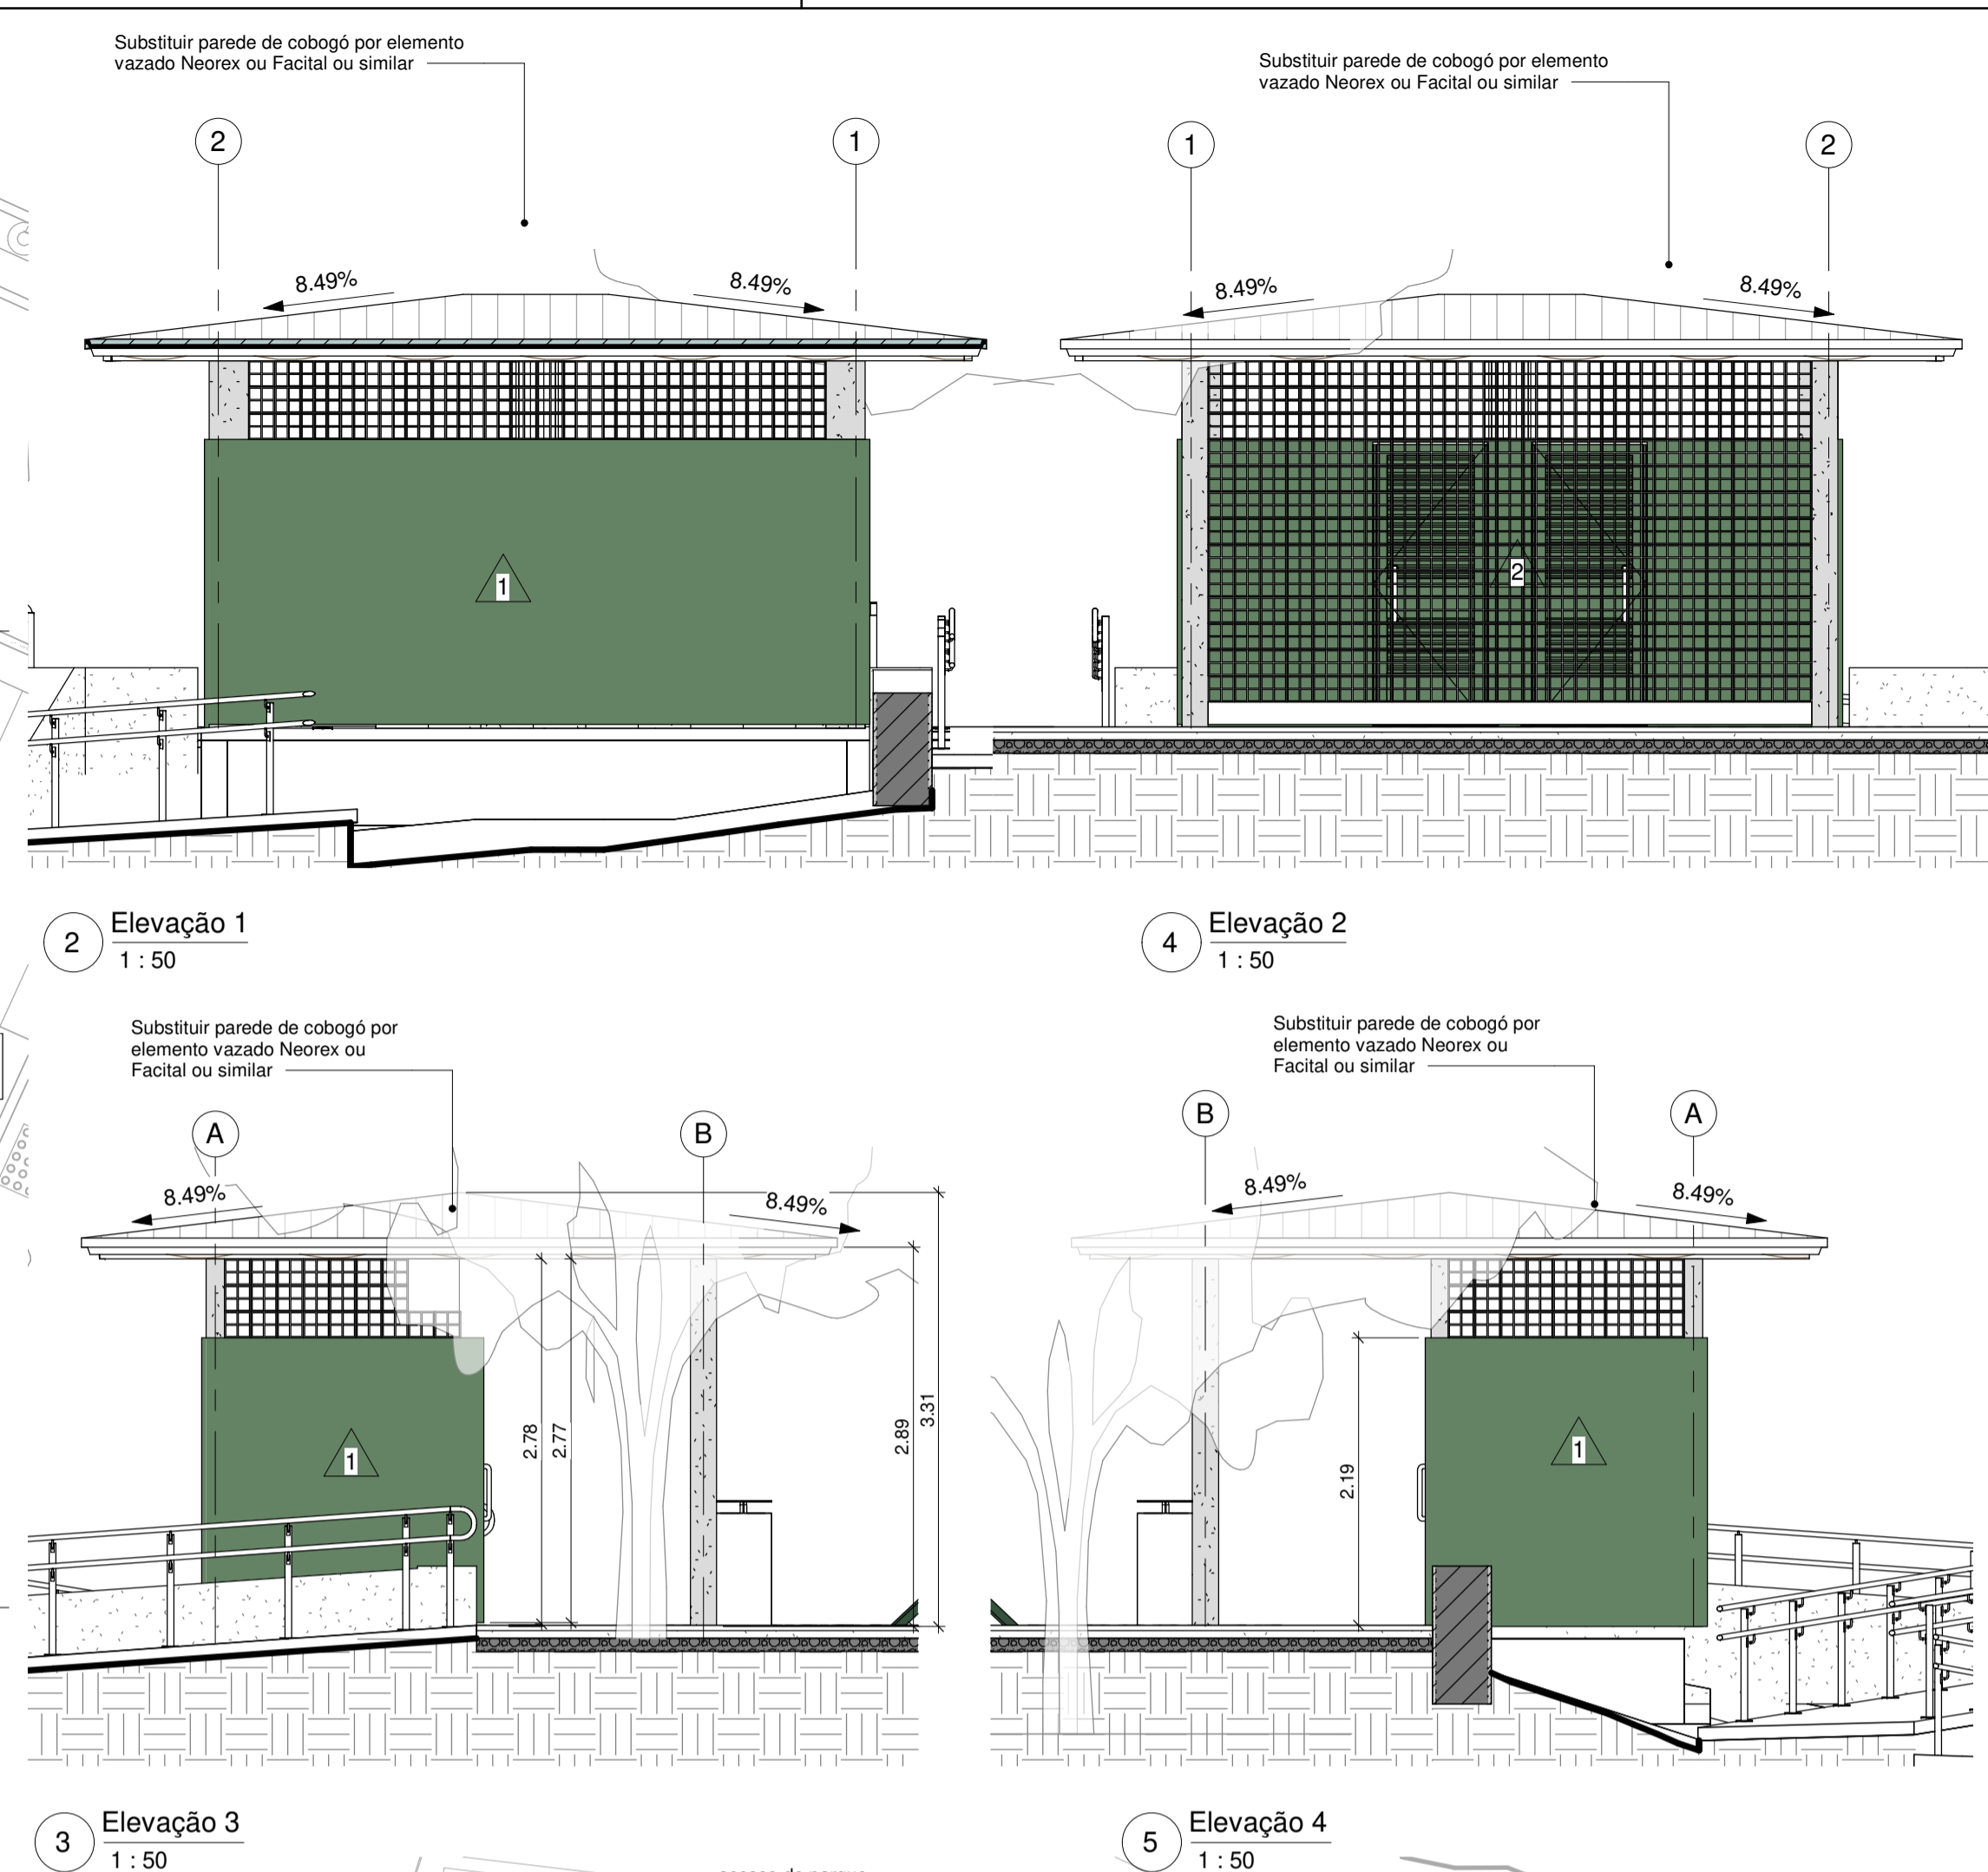 Substituir parede de cobogó por elemento
vazado Neorex ou Facital ou similar
Substituir parede de cobogó por elemento
vazado Neorex ou Facital ou similar
2
1
1
2
8.49%
8.49%
8.49%
8.49%
1
2
2
Elevação 1
1 : 50
4
Elevação 2
1 : 50
Substituir parede de cobogó por
elemento vazado Neorex ou
Facital ou similar
Substituir parede de cobogó por
elemento vazado Neorex ou
Facital ou similar
A
B
B
A
8.49%
8.49%
8.49%
8.49%
2.78
2.77
2.89
3.31
2.19
1
1
3
Elevação 3
1 : 50
5
Elevação 4
1 : 50